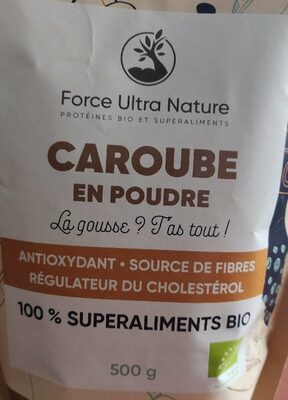 Force Ultra Nature
PROTÉINES BIO ET SUPERALIMENTS
CAROUBE
EN POUDRE
La gousse ? T'as tout !
ANTIOXYDANT • SOURCE DE FIBRES
RÉGULATEUR DU CHOLESTÉROL
100 % SUPERALIMENTS BIO
500 g